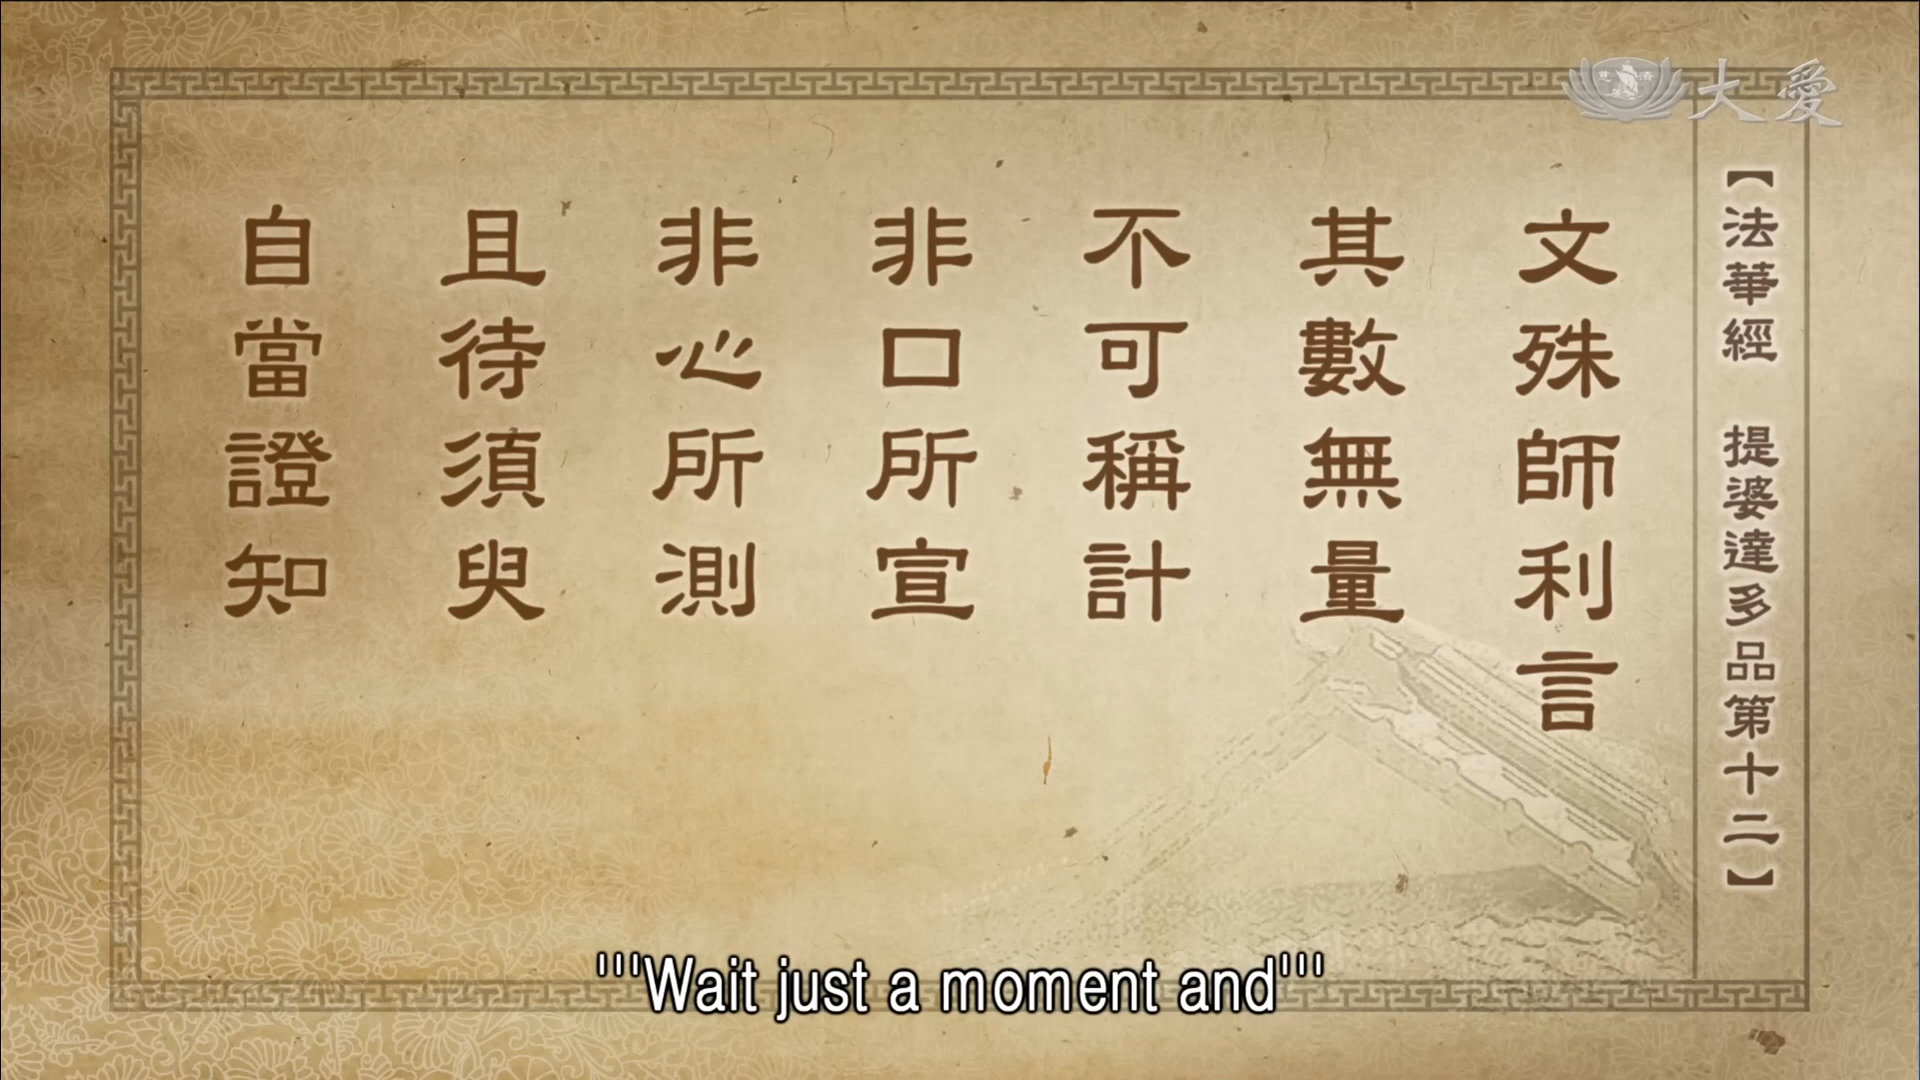 大愛
【法華經 提婆達多品第十二】
文殊師利言
其數無量
不可稱計
非口所宣
非心所測
且待須臾
自當證知
'''Wait just a moment and'''